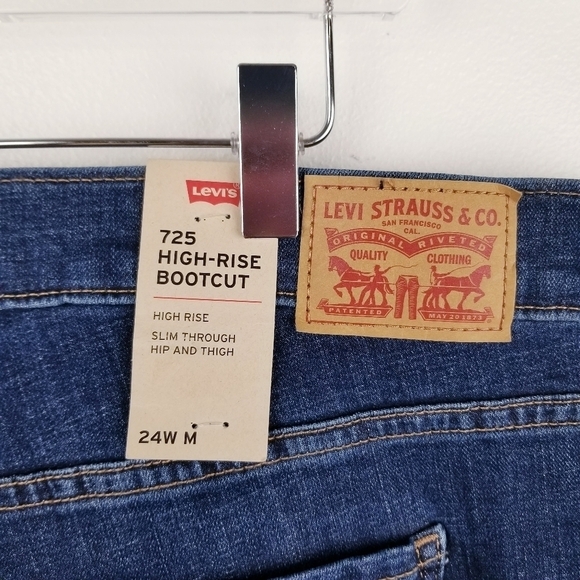 LEVI'S
725
HIGH-RISE
BOOTCUT
HIGH RISE
SLIM THROUGH
HIP AND THIGH
24W M
LEVI STRAUSS & CO.
SAN FRANCISCO
CAL.
ORIGINAL RIVETED
QUALITY CLOTHING
PATENTED MAY 20 1873